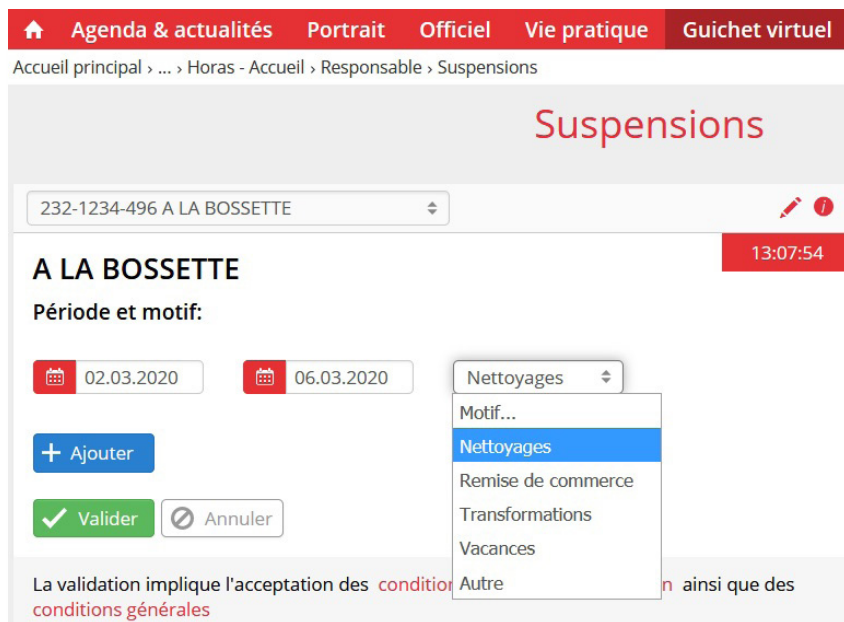 Agenda & actualités Portrait Officiel Vie pratique Guichet virtuel
Accueil principal › ... › Horas - Accueil › Responsable › Suspensions
Suspensions
232-1234-496 A LA BOSSETTE
13:07:54
A LA BOSSETTE
Période et motif:
02.03.2020 06.03.2020 Nettoyages
Motif...
Nettoyages
Remise de commerce
Transformations
Vacances
Autre
+ Ajouter
Valider Annuler
La validation implique l'acceptation des ainsi que des
conditions générales